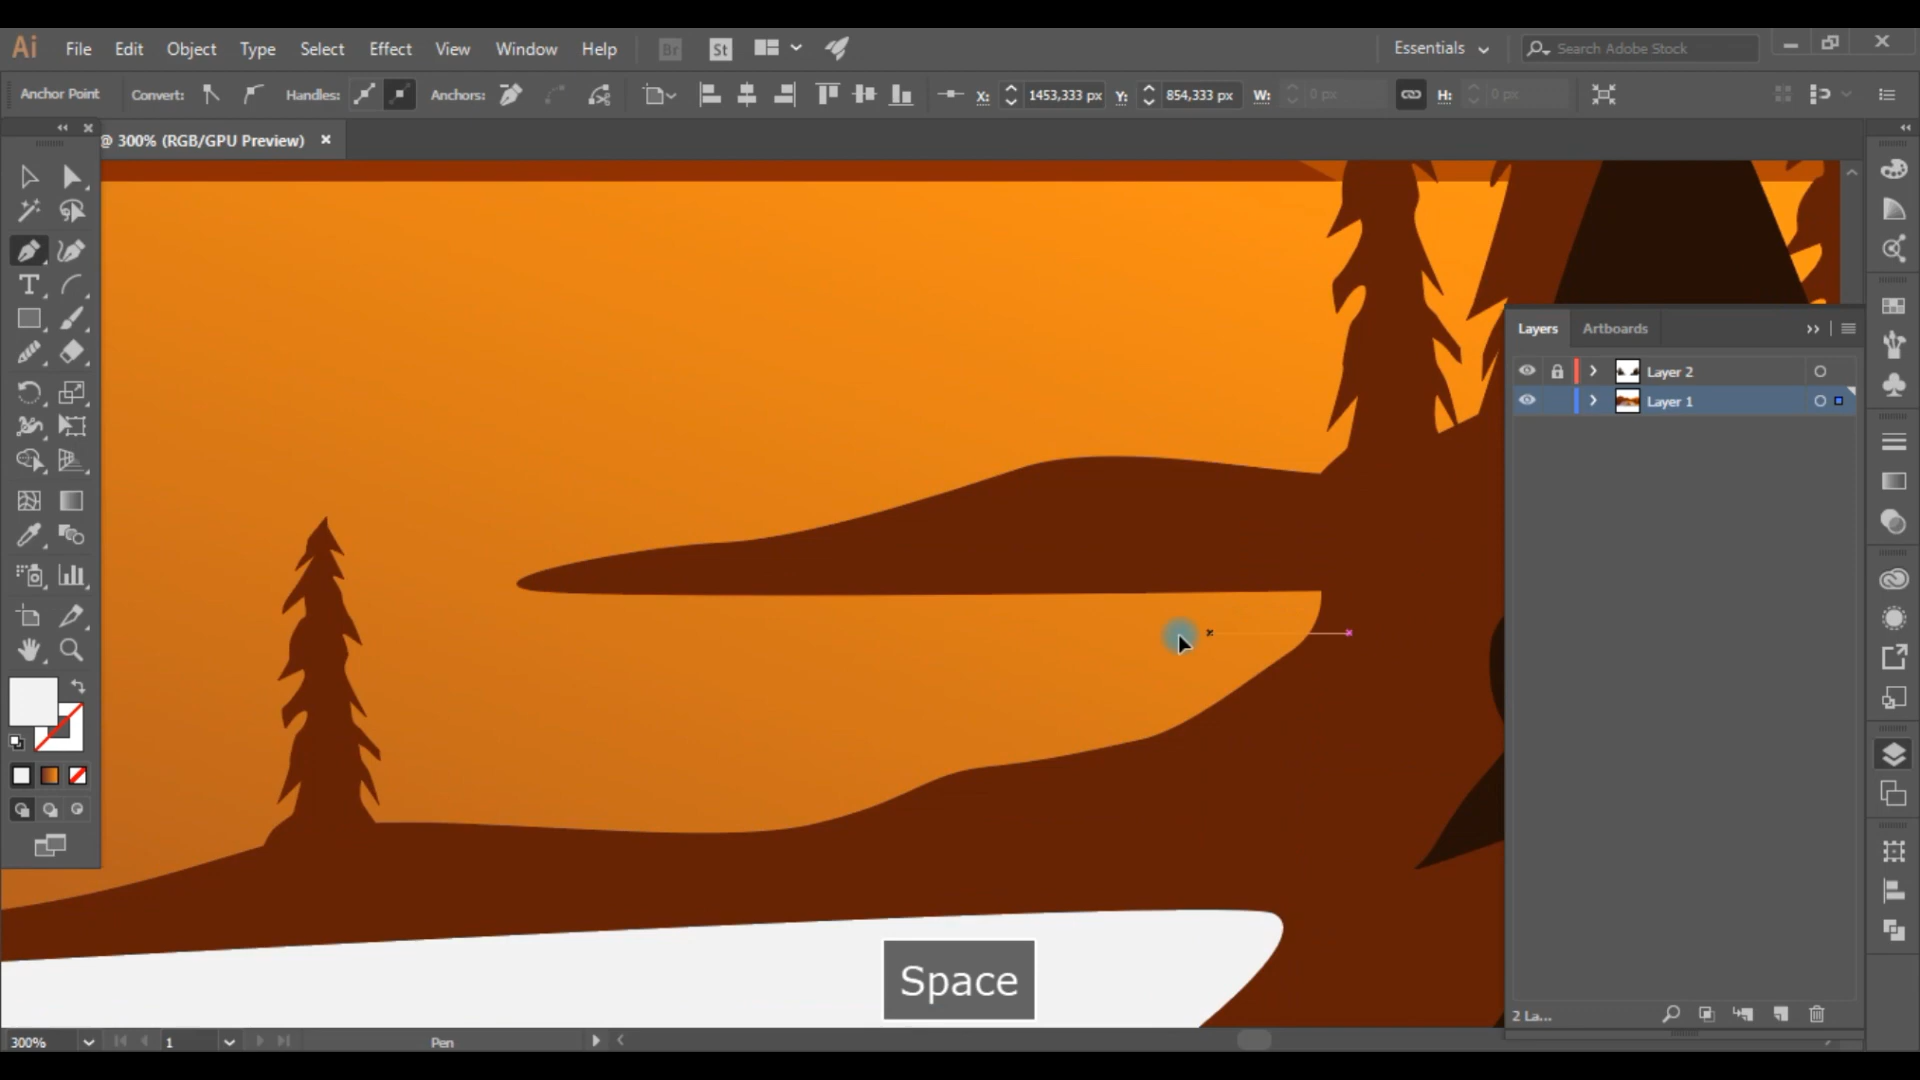 Ai File Edit Object Type Select Effect View Window Help Br St Essentials Search Adobe Stock
Anchor Point Convert: Handles: Anchors: X: 1453,333 px Y: 854,333 px W: 0 px H: 0 px
@ 300% (RGB/GPU Preview)
Layers Artboards
Layer 2
Layer 1
Space
2 La...
300% 1 Pen